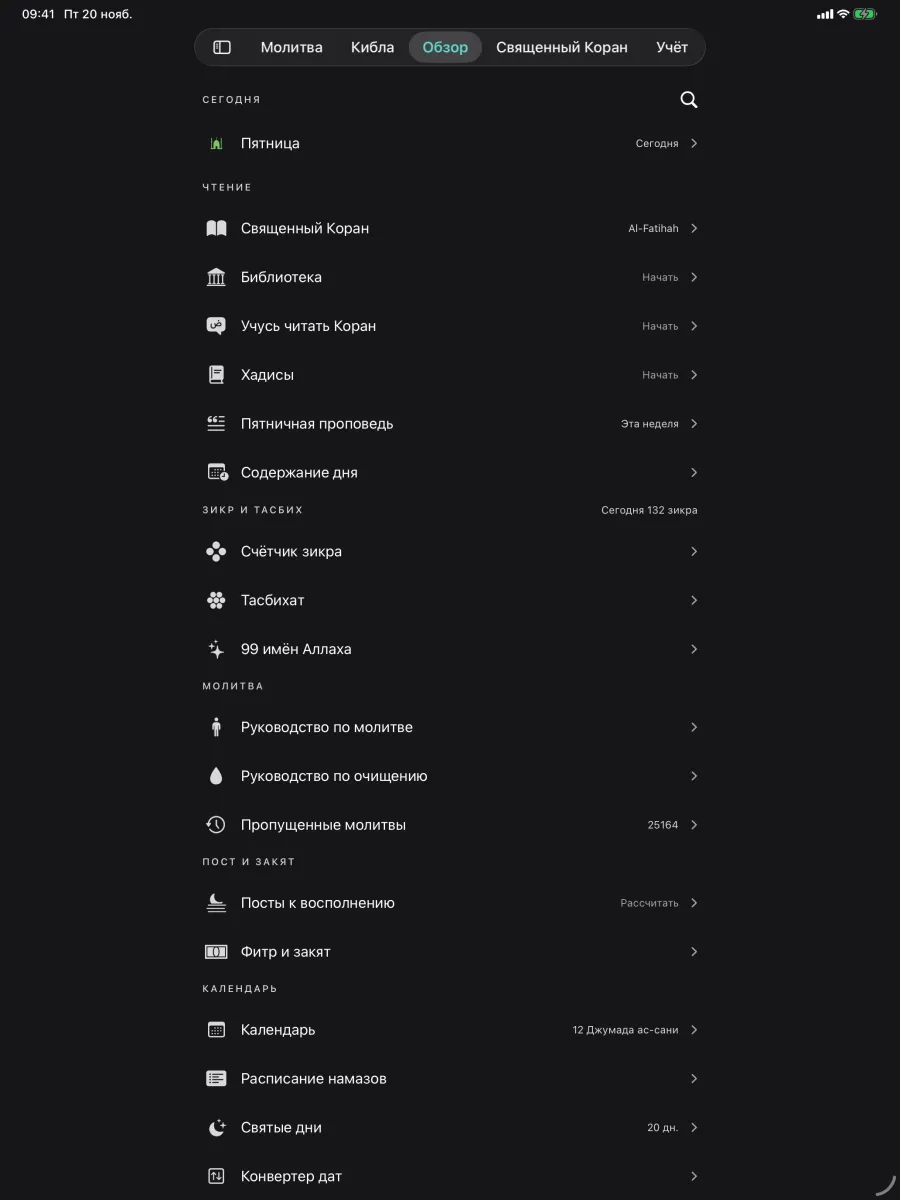 09:41 Пт 20 нояб.
Молитва Кибла Обзор Священный Коран Учёт
СЕГОДНЯ
Пятница Сегодня
ЧТЕНИЕ
Священный Коран Al-Fatihah
Библиотека Начать
Учусь читать Коран Начать
Хадисы Начать
Пятничная проповедь Эта неделя
Содержание дня
ЗИКР И ТАСБИХ Сегодня 132 зикра
Счётчик зикра
Тасбихат
99 имён Аллаха
МОЛИТВА
Руководство по молитве
Руководство по очищению
Пропущенные молитвы 25164
ПОСТ И ЗАКЯТ
Посты к восполнению Рассчитать
Фитр и закят
КАЛЕНДАРЬ
Календарь 12 Джумада ас-сани
Расписание намазов
Святые дни 20 дн.
Конвертер дат